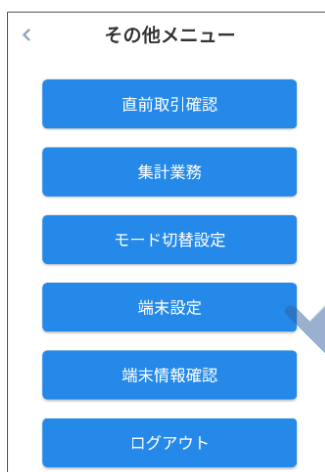 その他メニュー
直前取引確認
集計業務
モード切替設定
端末設定
端末情報確認
ログアウト